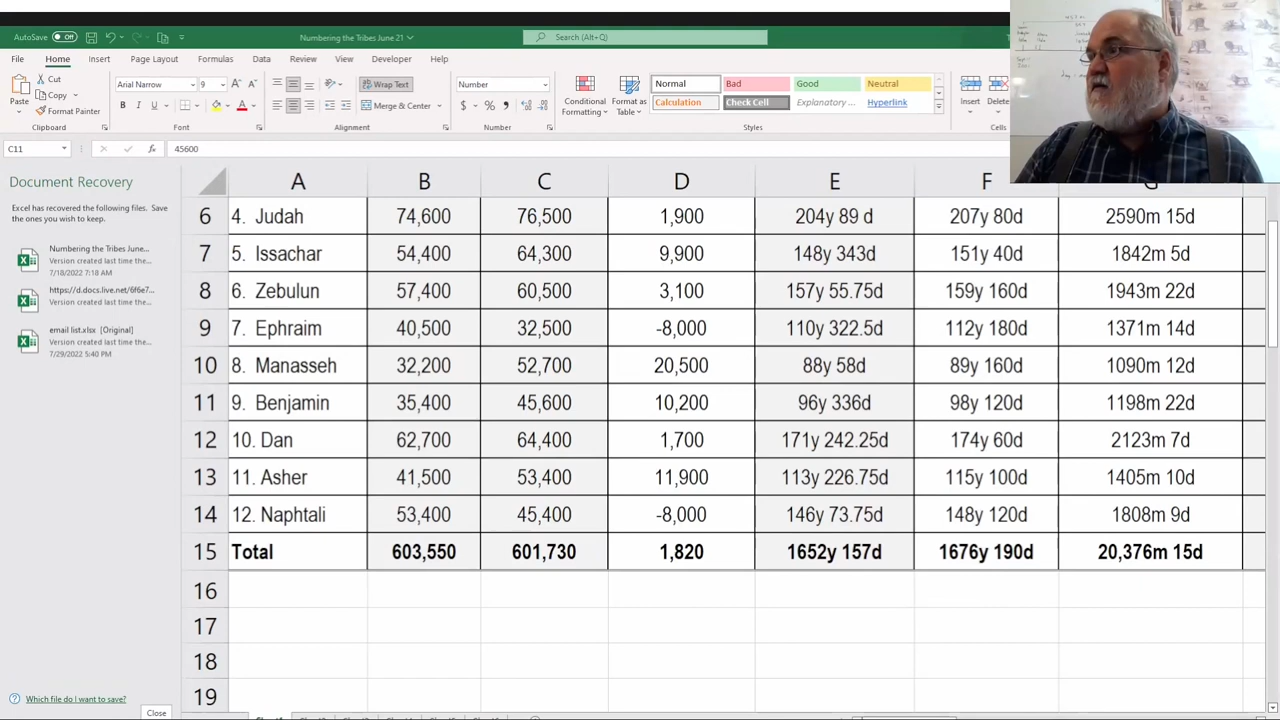 AutoSave Off
Numbering the Tribes June 21
Search (Alt+Q)
File Home Insert Page Layout Formulas Data Review View Developer Help
Paste
Cut
Copy
Format Painter
Clipboard
Arial Narrow 9
B I U
Font
Wrap Text
Merge & Center
Alignment
Number
$ %
Number
Conditional Formatting
Format as Table
Normal Bad Good Neutral
Calculation Check Cell Explanatory ... Hyperlink
Styles
Insert Delete
Cells
C11 fx 45600
Document Recovery
Excel has recovered the following files. Save
the ones you wish to keep.
Numbering the Tribes June...
Version created last time the...
7/18/2022 7:18 AM
https://d.docs.live.net/6f6e7...
Version created last time the...
email list.xlsx [Original]
Version created last time the...
7/29/2022 5:40 PM
Which file do I want to save?
Close
A B C D E F
6 4. Judah 74,600 76,500 1,900 204y 89 d 207y 80d 2590m 15d
7 5. Issachar 54,400 64,300 9,900 148y 343d 151y 40d 1842m 5d
8 6. Zebulun 57,400 60,500 3,100 157y 55.75d 159y 160d 1943m 22d
9 7. Ephraim 40,500 32,500 -8,000 110y 322.5d 112y 180d 1371m 14d
10 8. Manasseh 32,200 52,700 20,500 88y 58d 89y 160d 1090m 12d
11 9. Benjamin 35,400 45,600 10,200 96y 336d 98y 120d 1198m 22d
12 10. Dan 62,700 64,400 1,700 171y 242.25d 174y 60d 2123m 7d
13 11. Asher 41,500 53,400 11,900 113y 226.75d 115y 100d 1405m 10d
14 12. Naphtali 53,400 45,400 -8,000 146y 73.75d 148y 120d 1808m 9d
15 Total 603,550 601,730 1,820 1652y 157d 1676y 190d 20,376m 15d
16
17
18
19